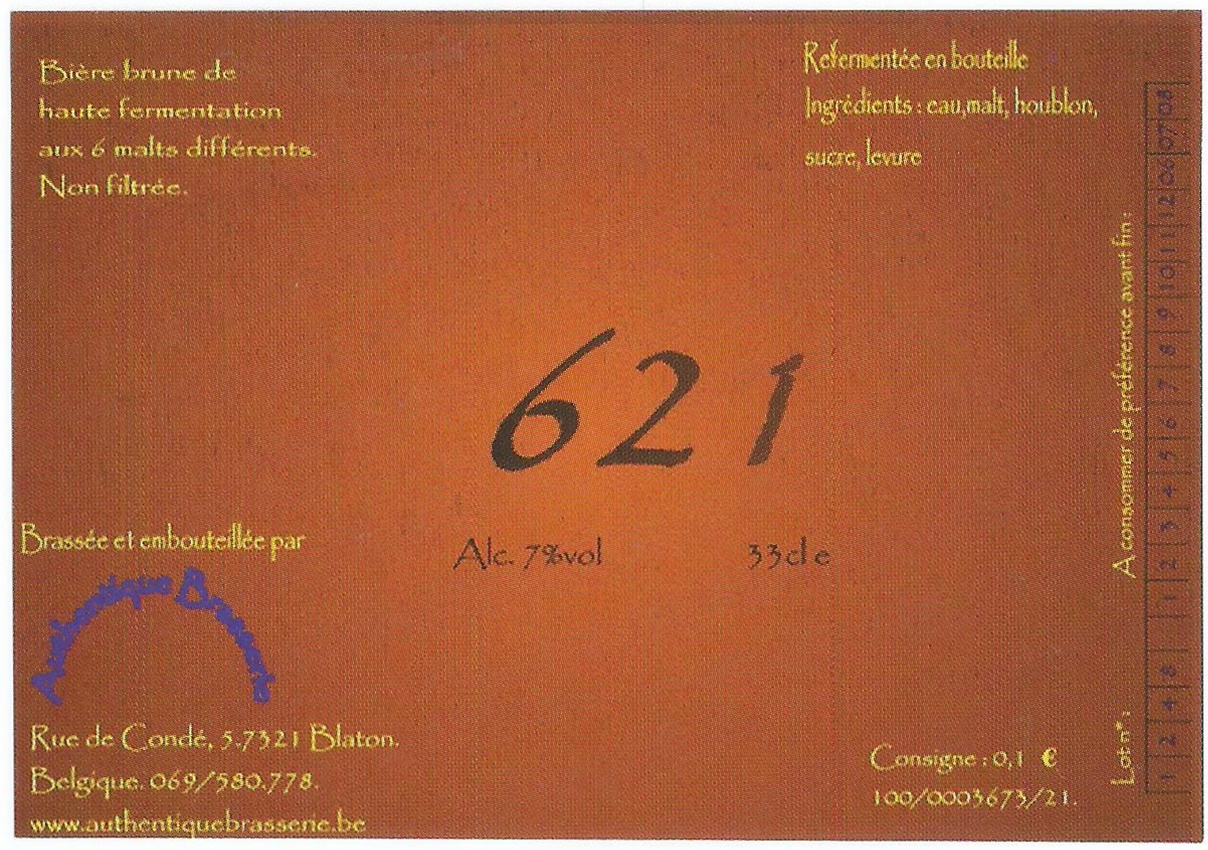 Bière brune de
haute fermentation
aux 6 malts différents.
Non filtrée.
Refermentée en bouteille
Ingrédients : eau,malt, houblon,
sucre, levure
621
Alc. 7%vol 33cl e
Brassée et embouteillée par
Authentique Brasserie
Rue de Condé, 5.7321 Blaton.
Belgique. 069/580.778.
www.authentiquebrasserie.be
Consigne : 0,1 €
100/0003673/21.
Lot n° :
A consommer de préférence avant fin :
1 2 4 8 1 2 3 4 5 6 7 8 9 10 11 12 06 07 08